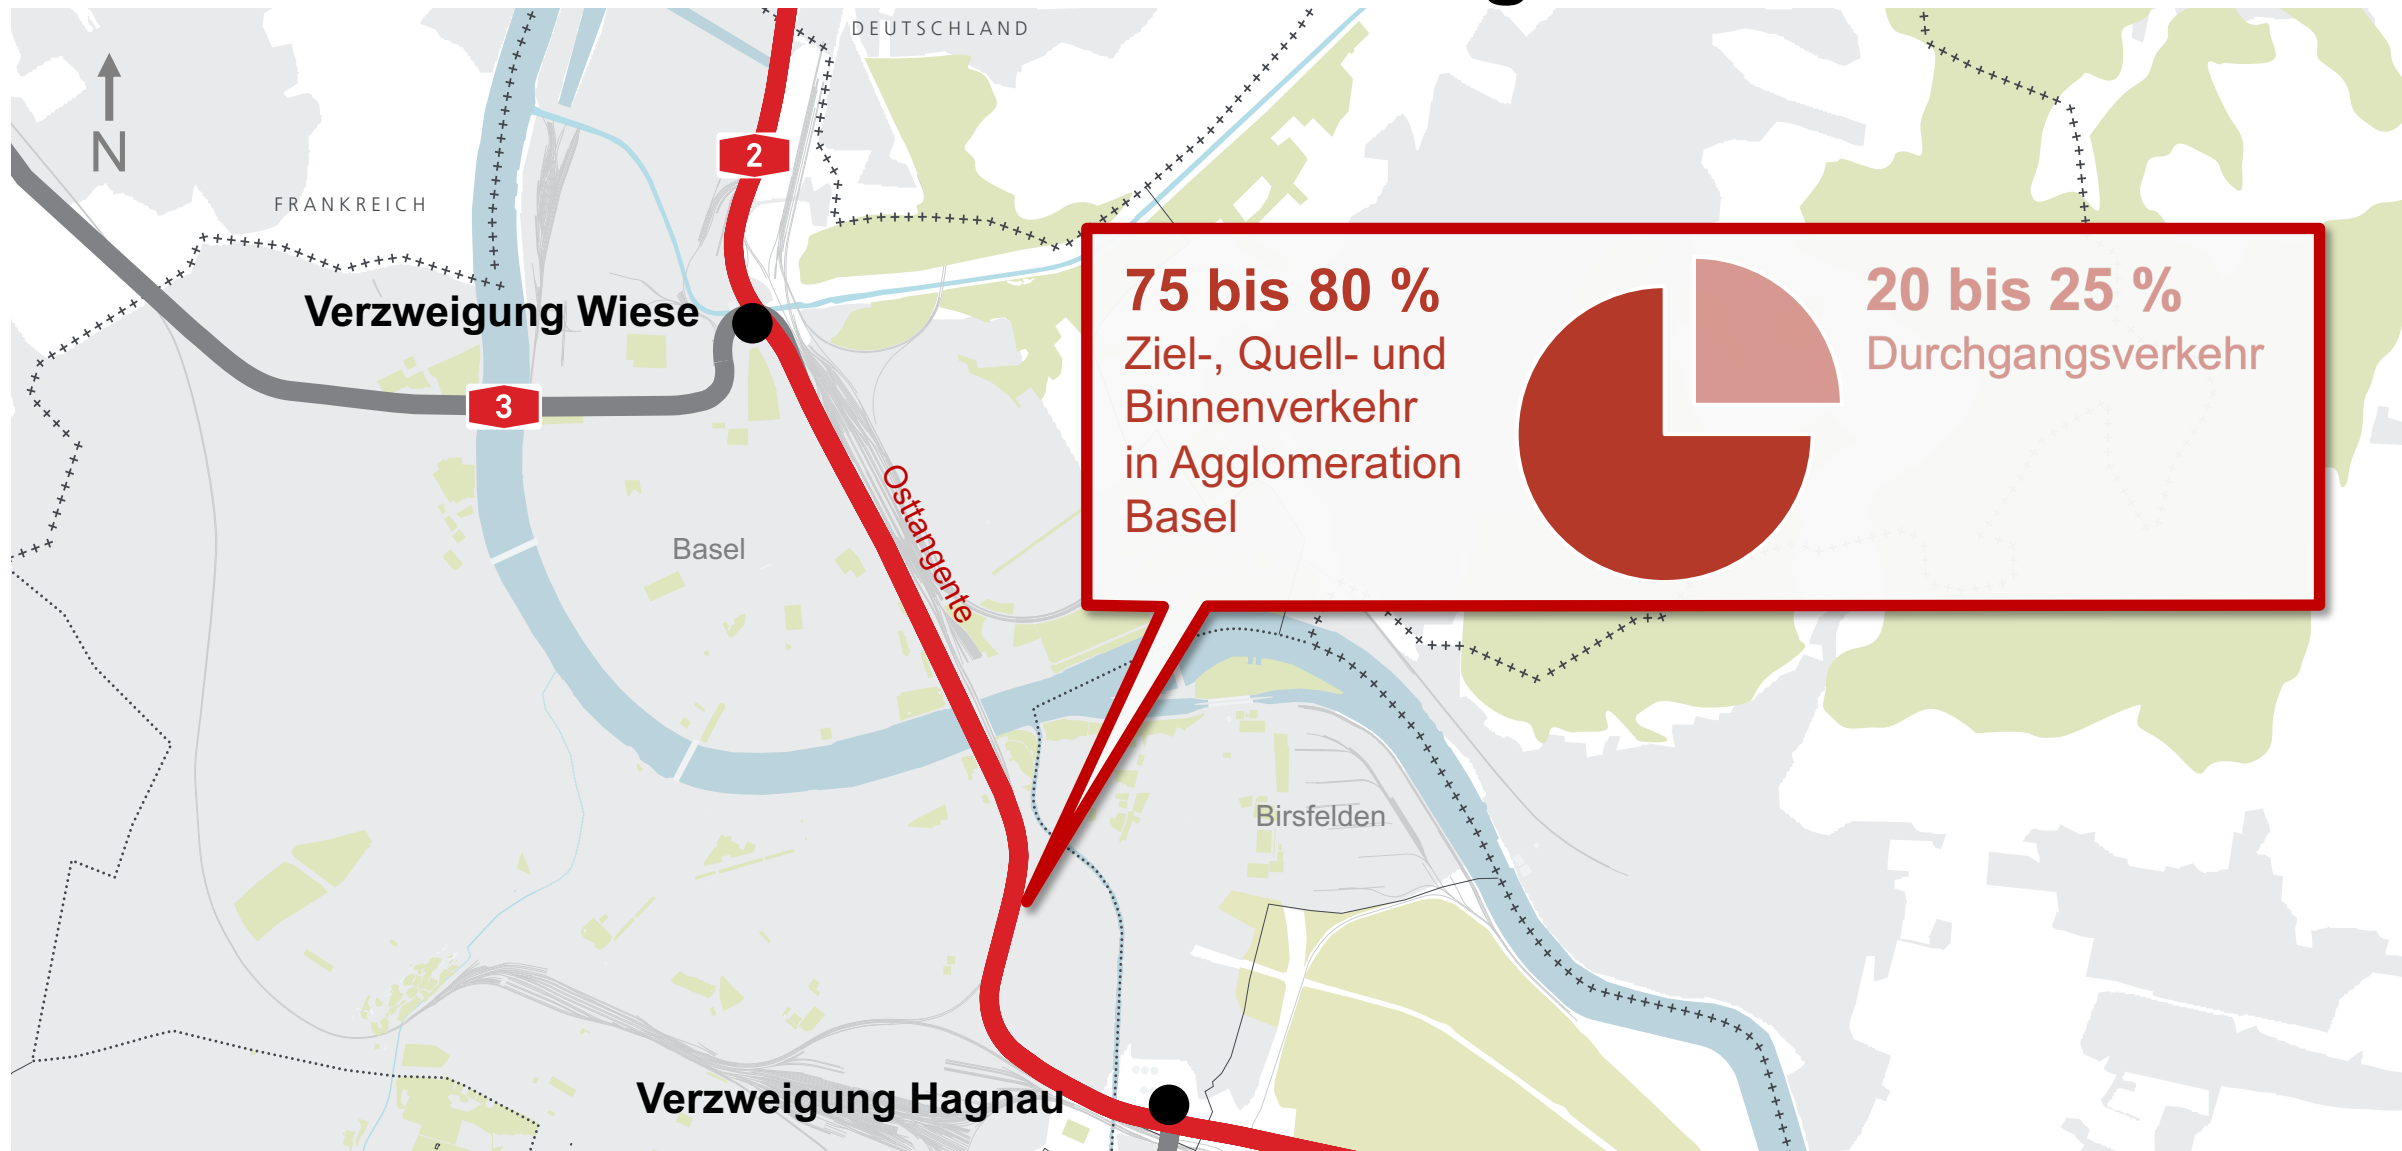 DEUTSCHLAND
N
2
FRANKREICH
Verzweigung Wiese
3
75 bis 80 %
Ziel-, Quell- und
Binnenverkehr
in Agglomeration
Basel
20 bis 25 %
Durchgangsverkehr
Osttangente
Basel
Birsfelden
Verzweigung Hagnau